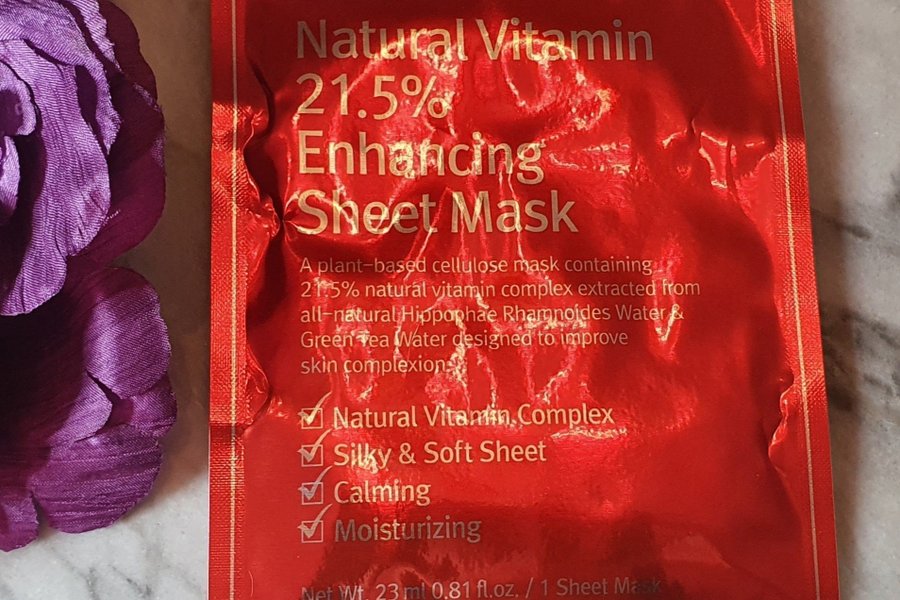 Natural Vitamin
21.5%
Enhancing
Sheet Mask
A plant-based cellulose mask containing
21.5% natural vitamin complex extracted from
all-natural Hippophae Rhamnoides Water &
Green Tea Water designed to improve
skin complexion.
Natural Vitamin Complex
Silky & Soft Sheet
Calming
Moisturizing
Net Wt. 23 ml 0.81 fl.oz. / 1 Sheet Mask